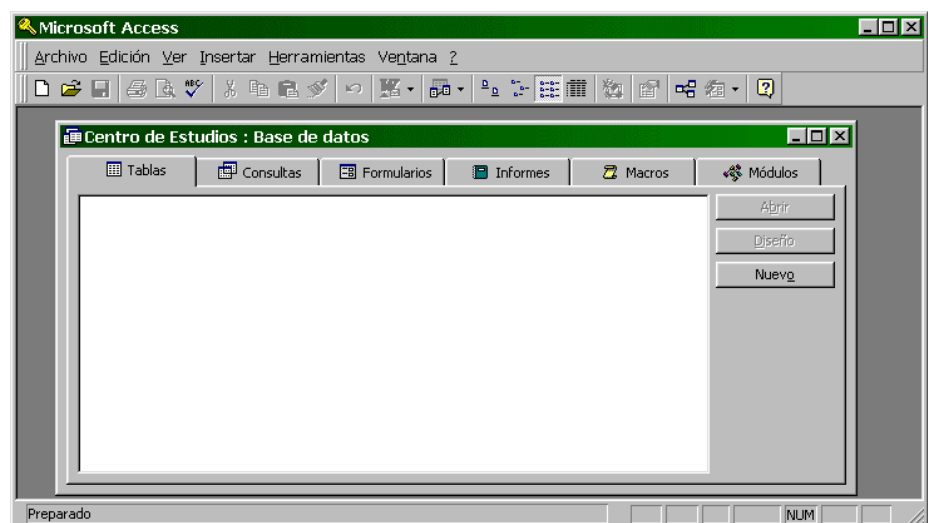 Microsoft Access
Archivo Edición Ver Insertar Herramientas Ventana ?
Centro de Estudios : Base de datos
Tablas Consultas Formularios Informes Macros Módulos
Abrir
Diseño
Nuevo
Preparado NUM